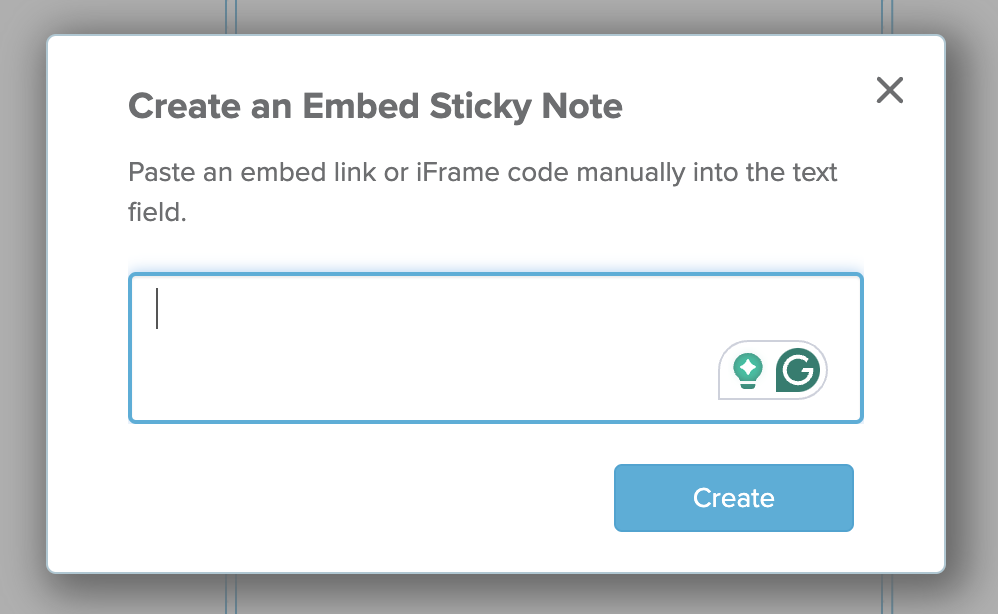 Create an Embed Sticky Note
Paste an embed link or iFrame code manually into the text
field.
Create